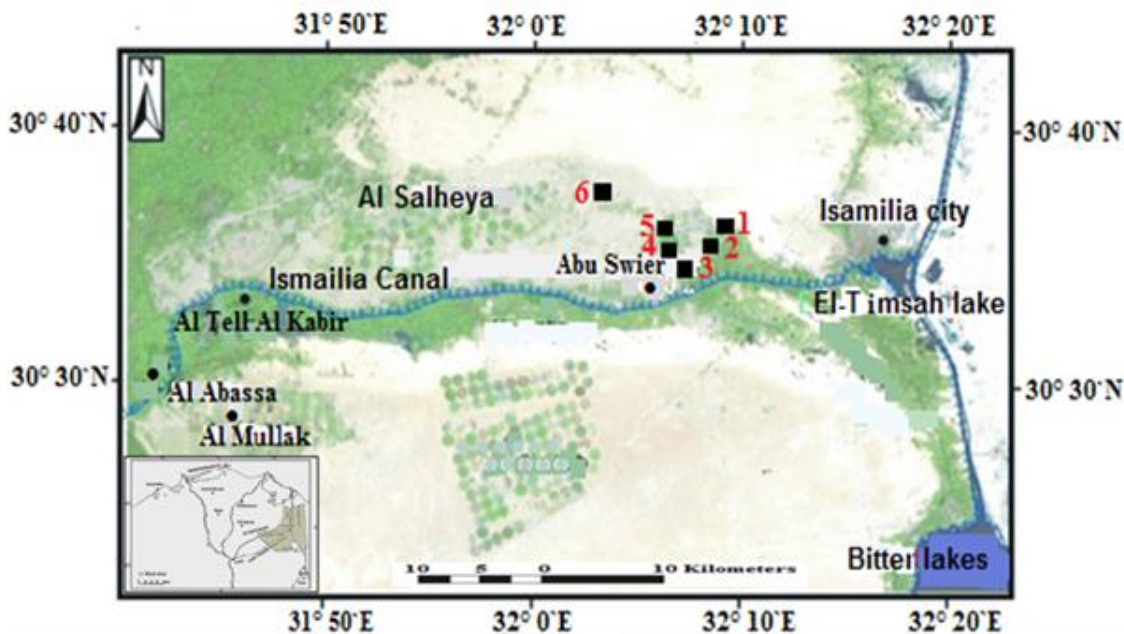 31° 50`E
32° 0`E
32° 10`E
32° 20`E
N
30° 40`N
30° 40`N
6
Al Salheya
5
1
Isamilia city
4
2
Abu Swier
3
Ismailia Canal
El-T imsah lake
Al Tell Al Kabir
30° 30`N
30° 30`N
Al Abassa
Al Mullak
Bitter lakes
10 5 0 10 Kilometers
31° 50`E
32° 0`E
32° 10`E
32° 20`E